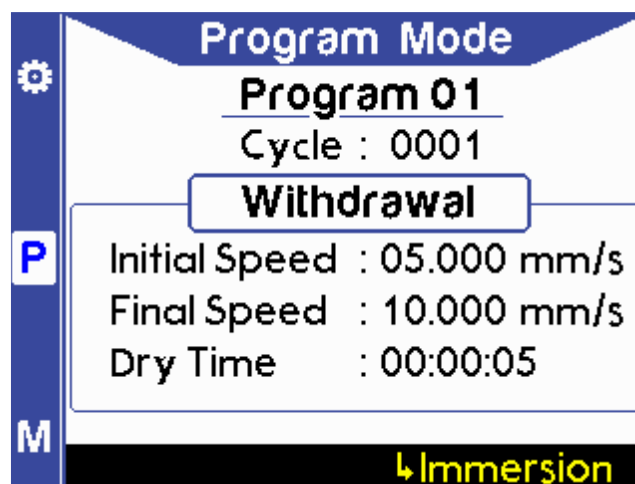 Program Mode
Program 01
Cycle : 0001
Withdrawal
P
Initial Speed : 05.000 mm/s
Final Speed : 10.000 mm/s
Dry Time : 00:00:05
M
↳Immersion